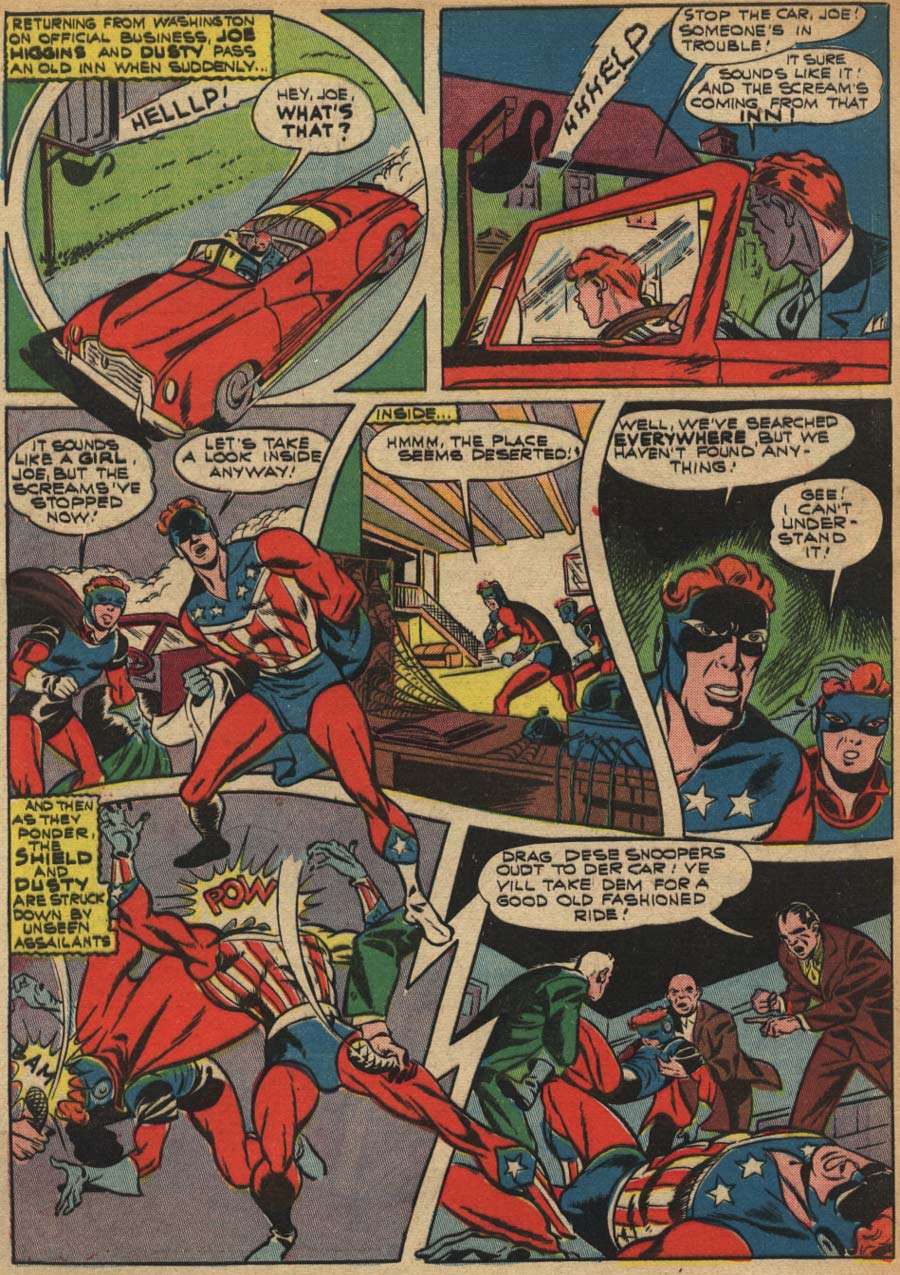 RETURNING FROM WASHINGTON
ON OFFICIAL BUSINESS, JOE
HIGGINS AND DUSTY PASS
AN OLD INN WHEN SUDDENLY...
HELLLP!
HEY, JOE,
WHAT'S
THAT?
HHHELP
STOP THE CAR, JOE!
SOMEONE'S IN
TROUBLE!
IT SURE
SOUNDS LIKE IT!
AND THE SCREAM'S
COMING FROM THAT
INN!
IT SOUNDS
LIKE A GIRL,
JOE, BUT THE
SCREAMS'VE
STOPPED
NOW!
LET'S TAKE
A LOOK INSIDE
ANYWAY!
INSIDE...
HMMM, THE PLACE
SEEMS DESERTED!
WELL, WE'VE SEARCHED
EVERYWHERE, BUT WE
HAVEN'T FOUND ANY-
THING!
GEE!
I CAN'T
UNDER-
STAND
IT!
AND THEN
AS THEY
PONDER,
THE
SHIELD
AND
DUSTY
ARE STRUCK
DOWN BY
UNSEEN
ASSAILANTS
POW
BAM
DRAG DESE SNOOPERS
OUDT TO DER CAR! VE
VILL TAKE DEM FOR A
GOOD OLD FASHIONED
RIDE!